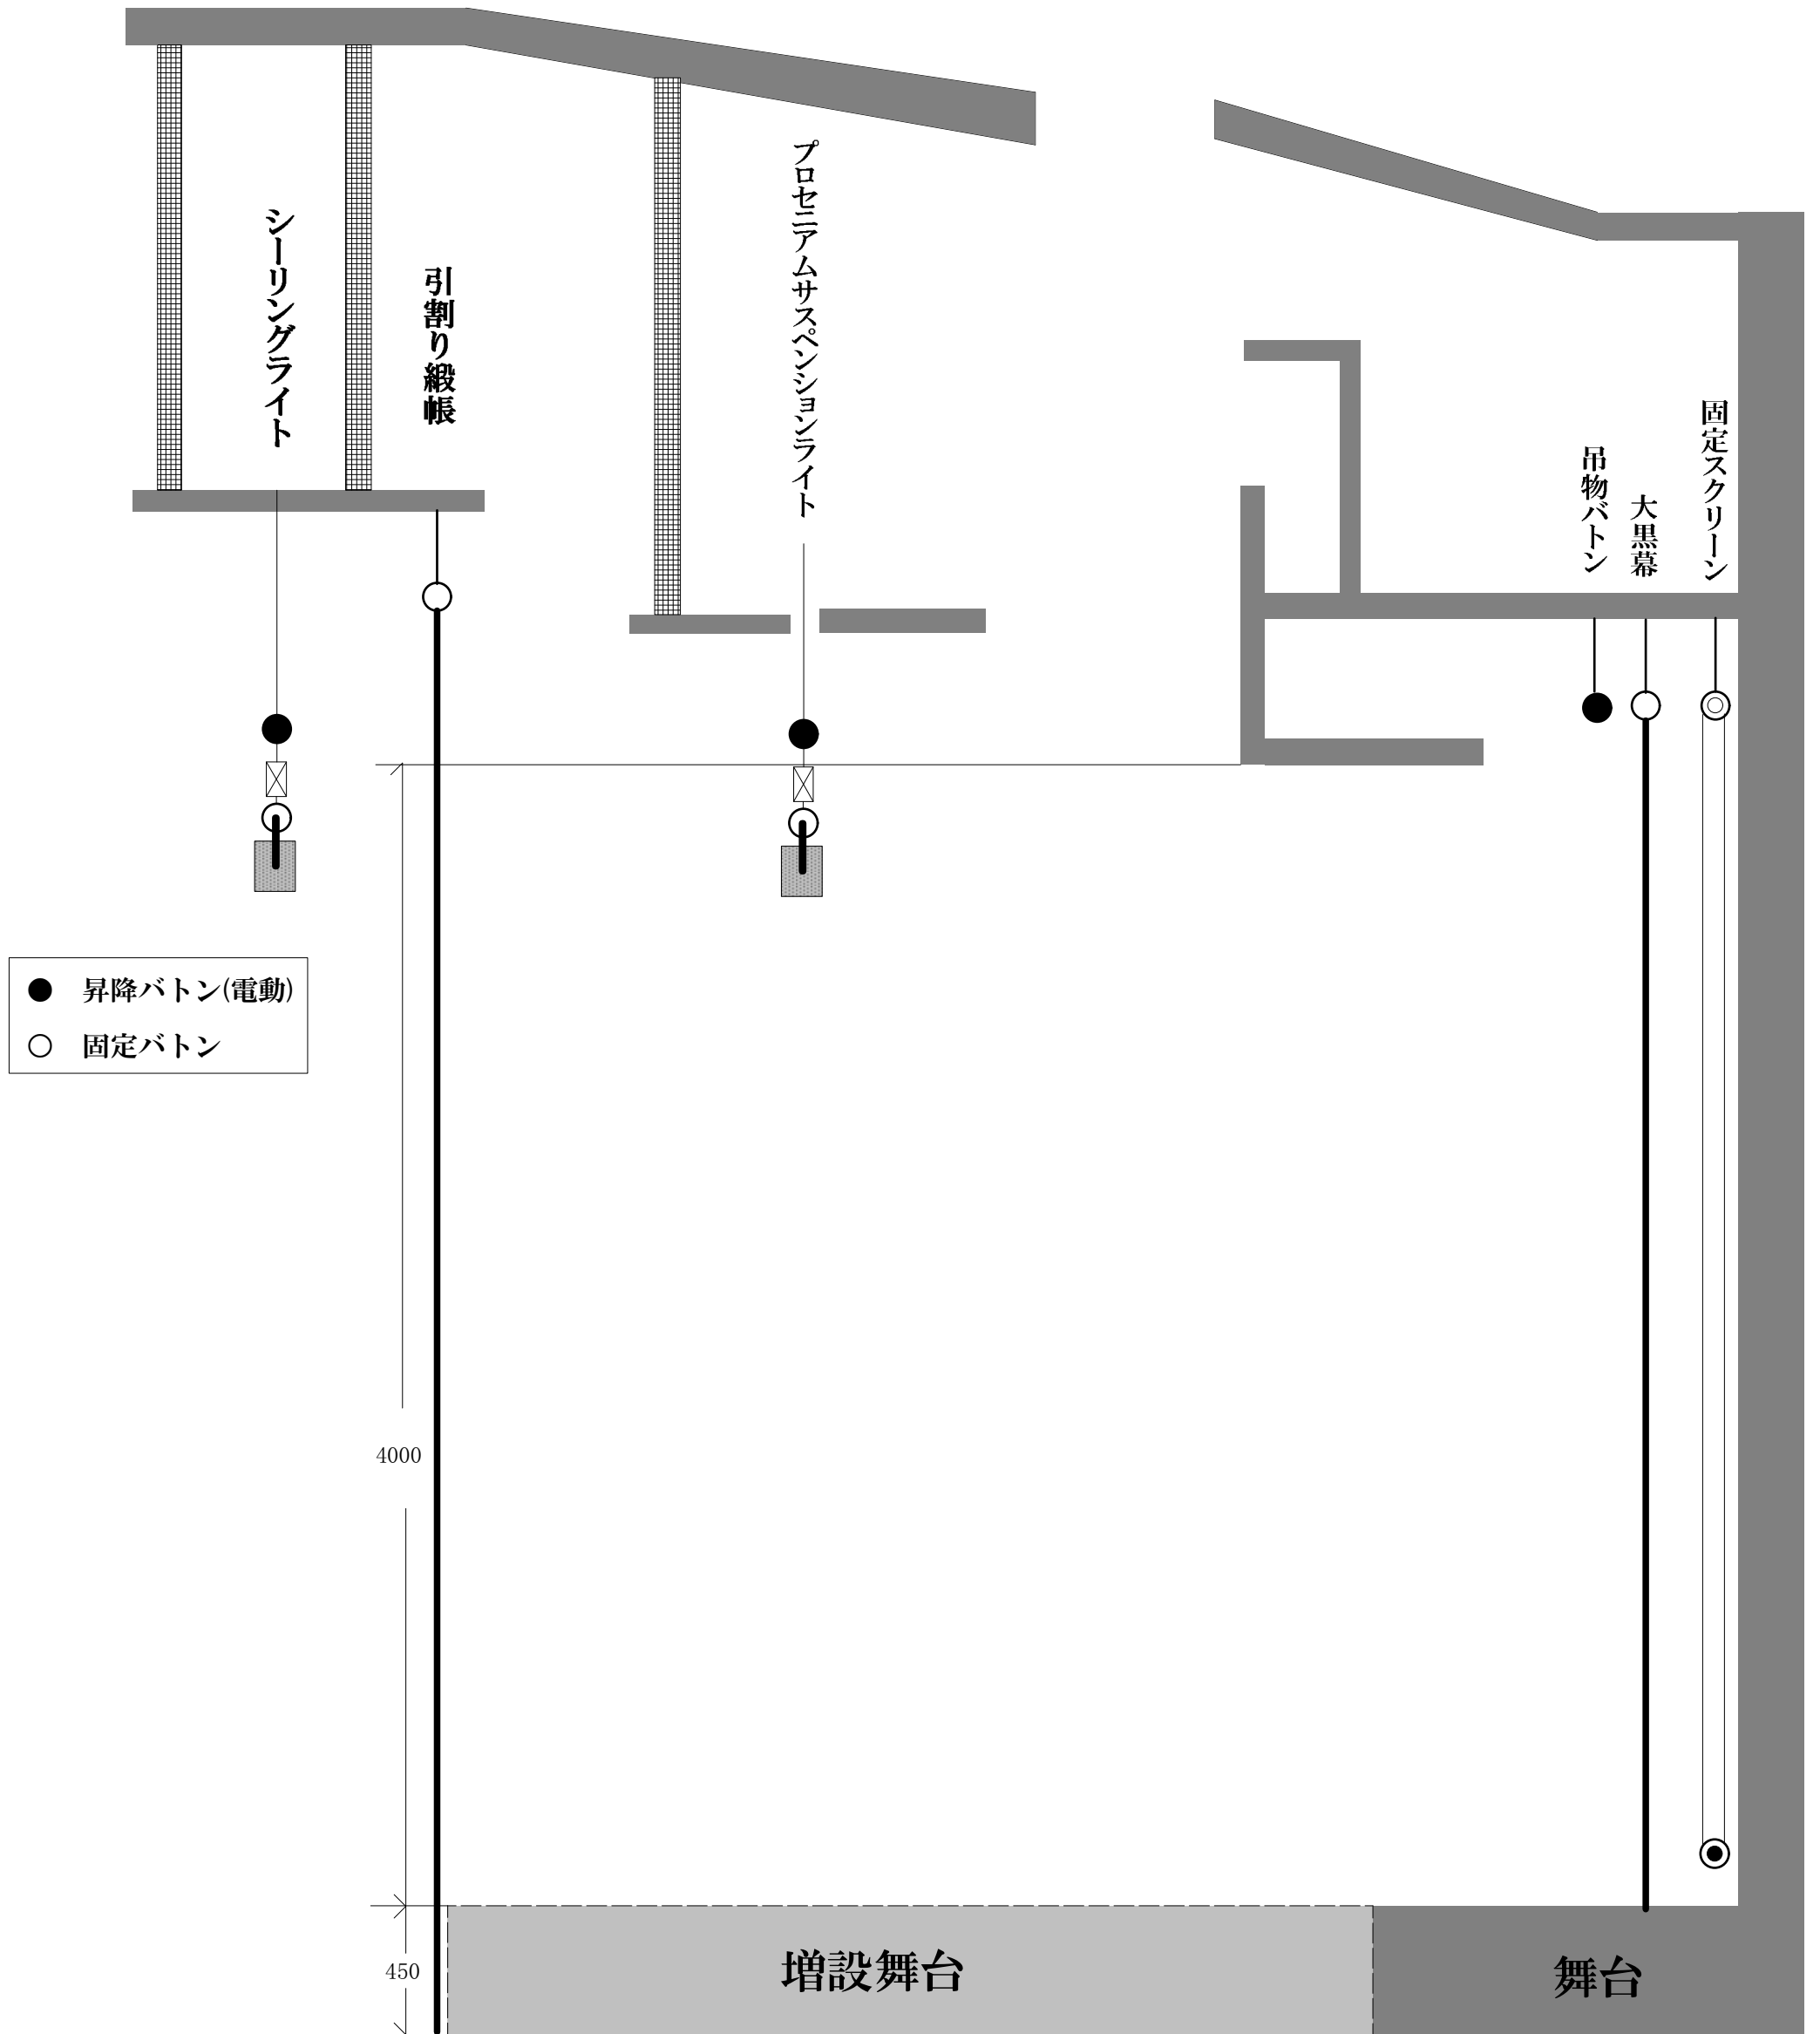 プロセニアムサスペンションライト
シーリングライト
引割り緞帳
固定スクリーン
吊物バトン
大黒幕
昇降バトン(電動)
固定バトン
4000
450
増設舞台
舞台